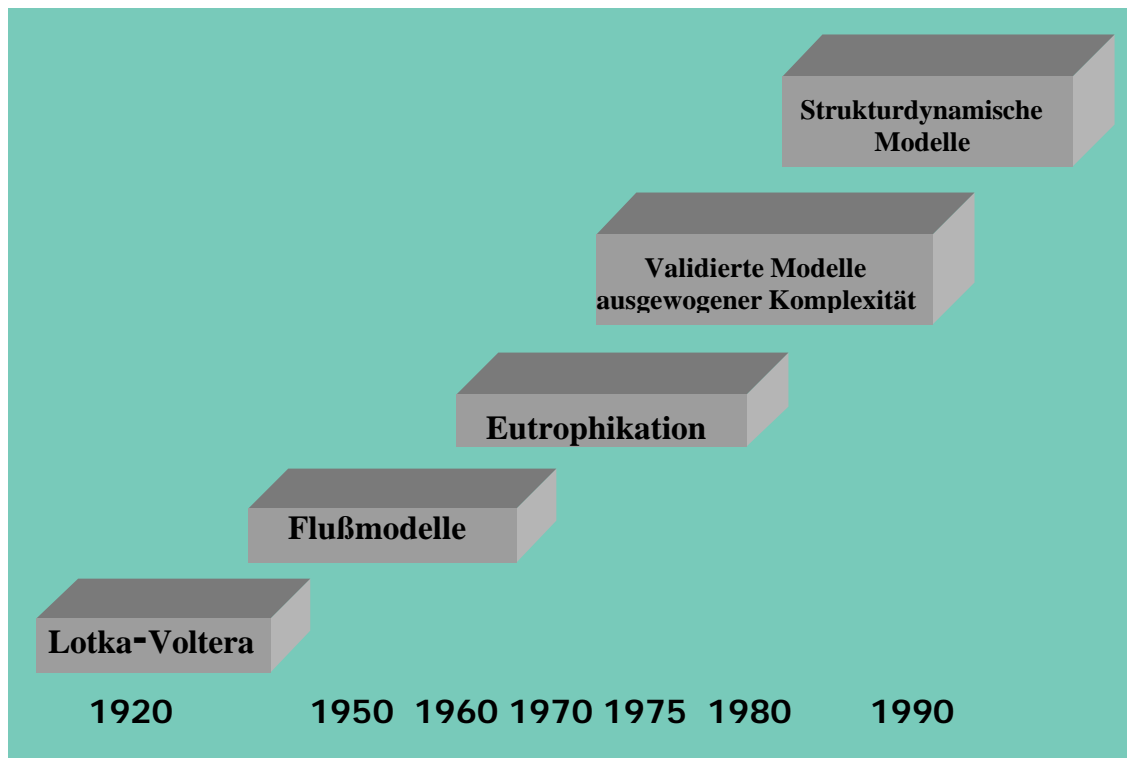 Strukturdynamische
Modelle
Validierte Modelle
ausgewogener Komplexität
Eutrophikation
Flußmodelle
Lotka-Voltera
1920 1950 1960 1970 1975 1980 1990